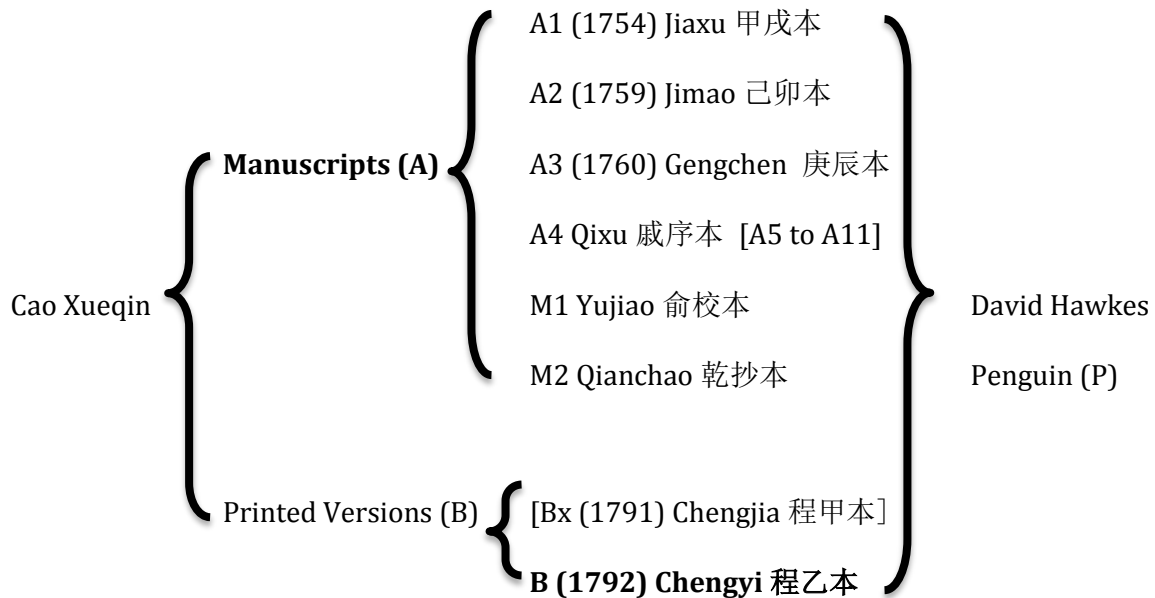 A1 (1754) Jiaxu 甲戌本
A2 (1759) Jimao 己卯本
Manuscripts (A)
A3 (1760) Gengchen 庚辰本
A4 Qixu 戚序本 [A5 to A11]
Cao Xueqin
M1 Yujiao 俞校本
David Hawkes
M2 Qianchao 乾抄本
Penguin (P)
Printed Versions (B)
[Bx (1791) Chengjia 程甲本］
B (1792) Chengyi 程乙本